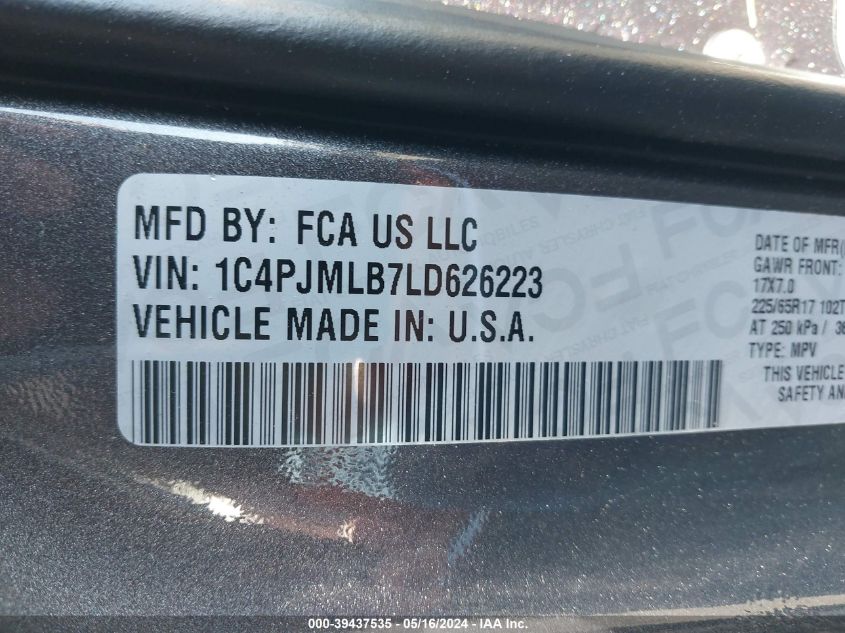 MFD BY: FCA US LLC
VIN: 1C4PJMLB7LD626223
VEHICLE MADE IN: U.S.A.
DATE OF MFR(
GAWR FRONT:
17X7.0
225/65R17 102T
AT 250 kPa / 36
TYPE: MPV
THIS VEHICLE
SAFETY AN
000-39437535 - 05/16/2024 - IAA Inc.